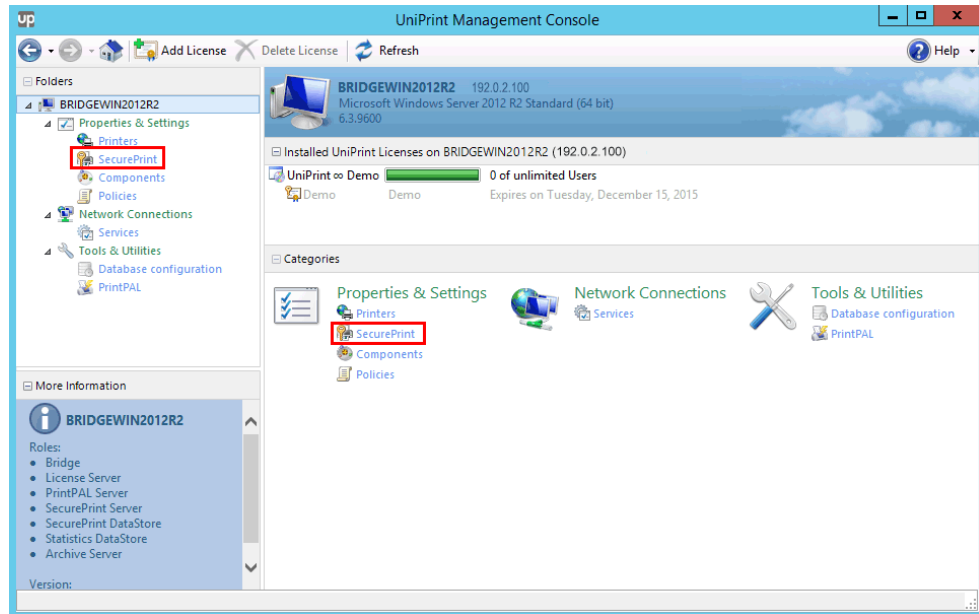 up
UniPrint Management Console
Add License
Delete License
Refresh
Help
Folders
BRIDGEWIN2012R2
Properties & Settings
Printers
SecurePrint
Components
Policies
Network Connections
Services
Tools & Utilities
Database configuration
PrintPAL
More Information
BRIDGEWIN2012R2
Roles:
Bridge
License Server
PrintPAL Server
SecurePrint Server
SecurePrint DataStore
Statistics DataStore
Archive Server
Version:
BRIDGEWIN2012R2 192.0.2.100
Microsoft Windows Server 2012 R2 Standard (64 bit)
6.3.9600
Installed UniPrint Licenses on BRIDGEWIN2012R2 (192.0.2.100)
UniPrint ∞ Demo 0 of unlimited Users
Demo Demo Expires on Tuesday, December 15, 2015
Categories
Properties & Settings
Printers
SecurePrint
Components
Policies
Network Connections
Services
Tools & Utilities
Database configuration
PrintPAL